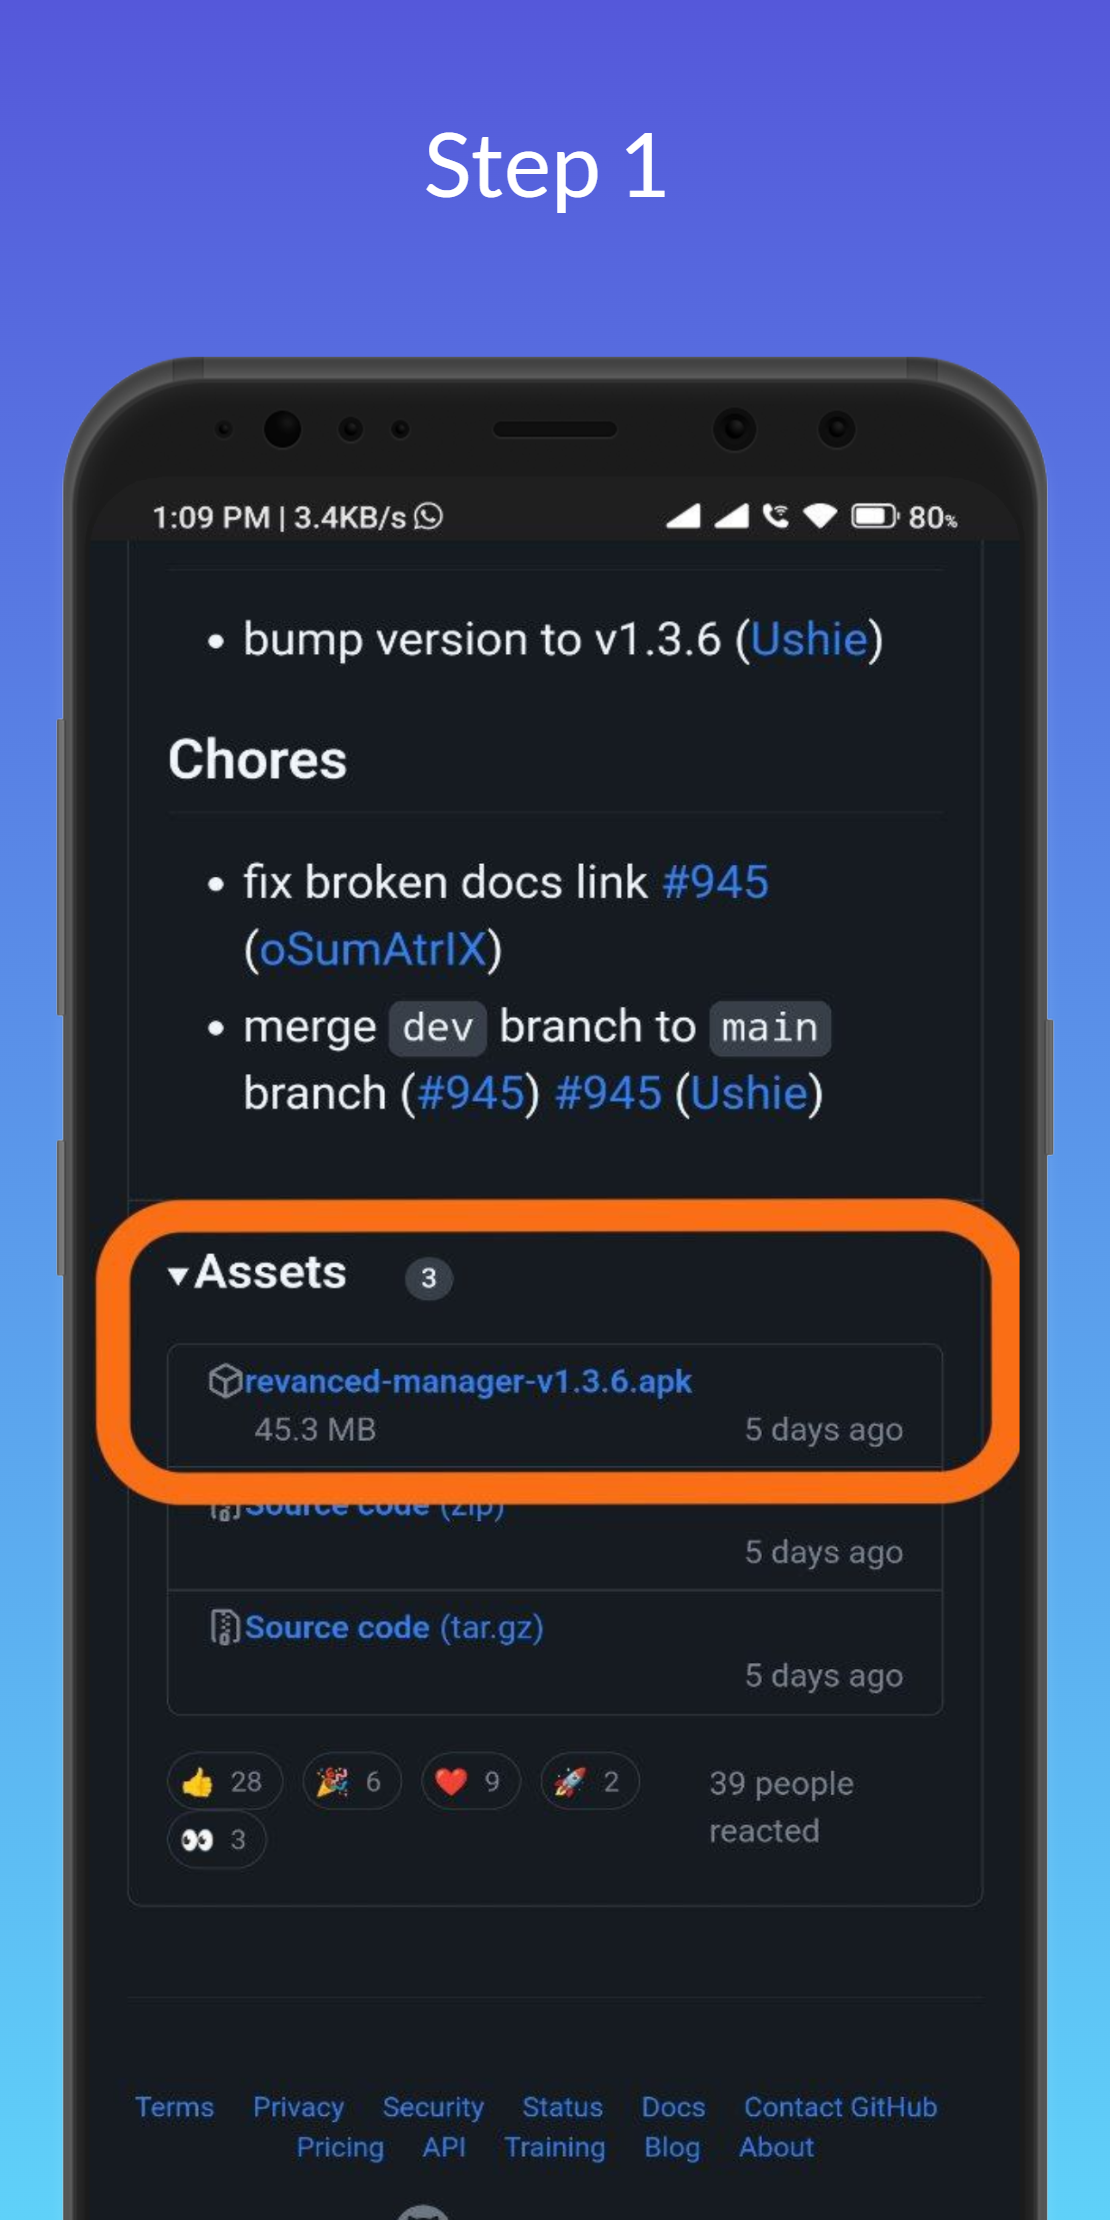 Step 1
1:09 PM | 3.4KB/s 80%
• bump version to v1.3.6 (Ushie)
Chores
• fix broken docs link #945
(oSumAtrIX)
• merge dev branch to main
branch (#945) #945 (Ushie)
▾Assets 3
revanced-manager-v1.3.6.apk
45.3 MB 5 days ago
Source code (zip)
5 days ago
Source code (tar.gz)
5 days ago
👍 28 🎉 6 ❤️ 9 🚀 2 39 people
👀 3 reacted
Terms Privacy Security Status Docs Contact GitHub
Pricing API Training Blog About